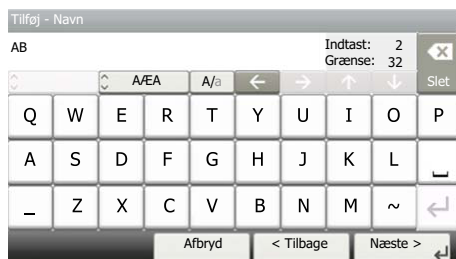 Tilføj - Navn
AB
Indtast: 2
Grænse: 32
AÆA A/a ← → ↑ ↓ Slet
Q W E R T Y U I O P
A S D F G H J K L
_ Z X C V B N M ~
Afbryd < Tilbage Næste >